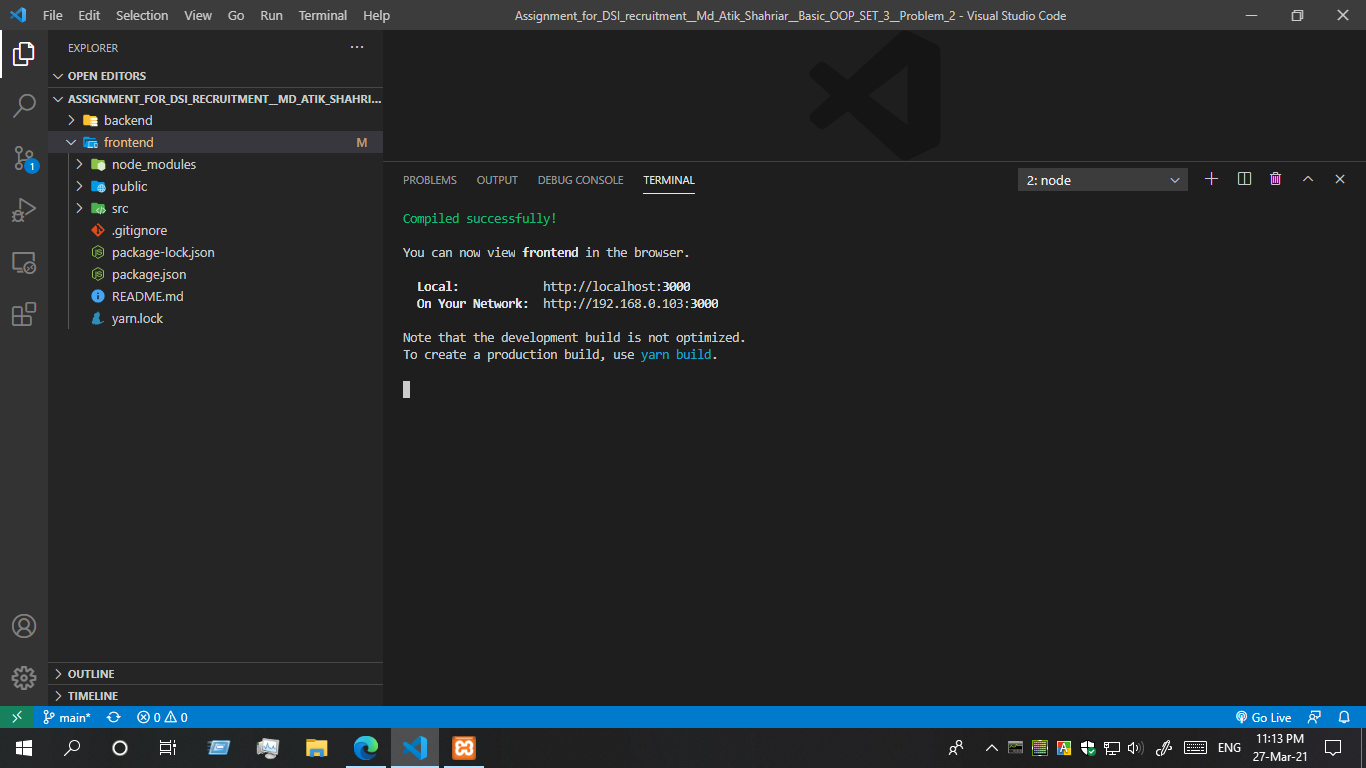 File Edit Selection View Go Run Terminal Help
Assignment_for_DSI_recruitment__Md_Atik_Shahriar__Basic_OOP_SET_3__Problem_2 - Visual Studio Code
EXPLORER
OPEN EDITORS
ASSIGNMENT_FOR_DSI_RECRUITMENT__MD_ATIK_SHAHRI...
backend
frontend M
node_modules
public
src
.gitignore
package-lock.json
package.json
README.md
yarn.lock
OUTLINE
TIMELINE
1
PROBLEMS OUTPUT DEBUG CONSOLE TERMINAL
2: node
Compiled successfully!
You can now view frontend in the browser.
Local: http://localhost:3000
On Your Network: http://192.168.0.103:3000
Note that the development build is not optimized.
To create a production build, use yarn build.
main* 0 0
Go Live
ENG
11:13 PM
27-Mar-21